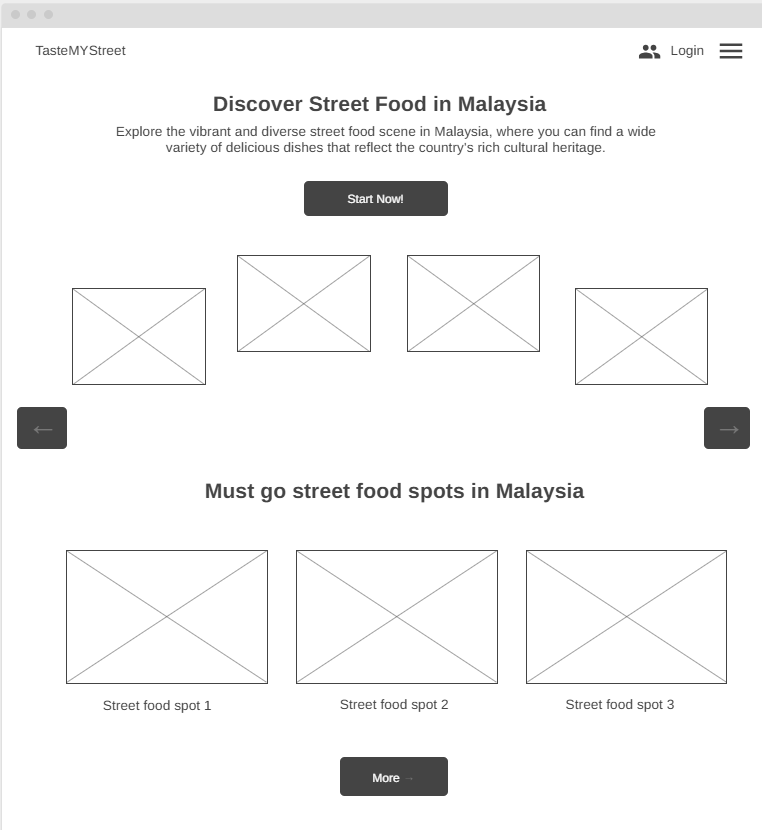 TasteMYStreet
Login
Discover Street Food in Malaysia
Explore the vibrant and diverse street food scene in Malaysia, where you can find a wide
variety of delicious dishes that reflect the country's rich cultural heritage.
Start Now!
←
→
Must go street food spots in Malaysia
Street food spot 1
Street food spot 2
Street food spot 3
More →